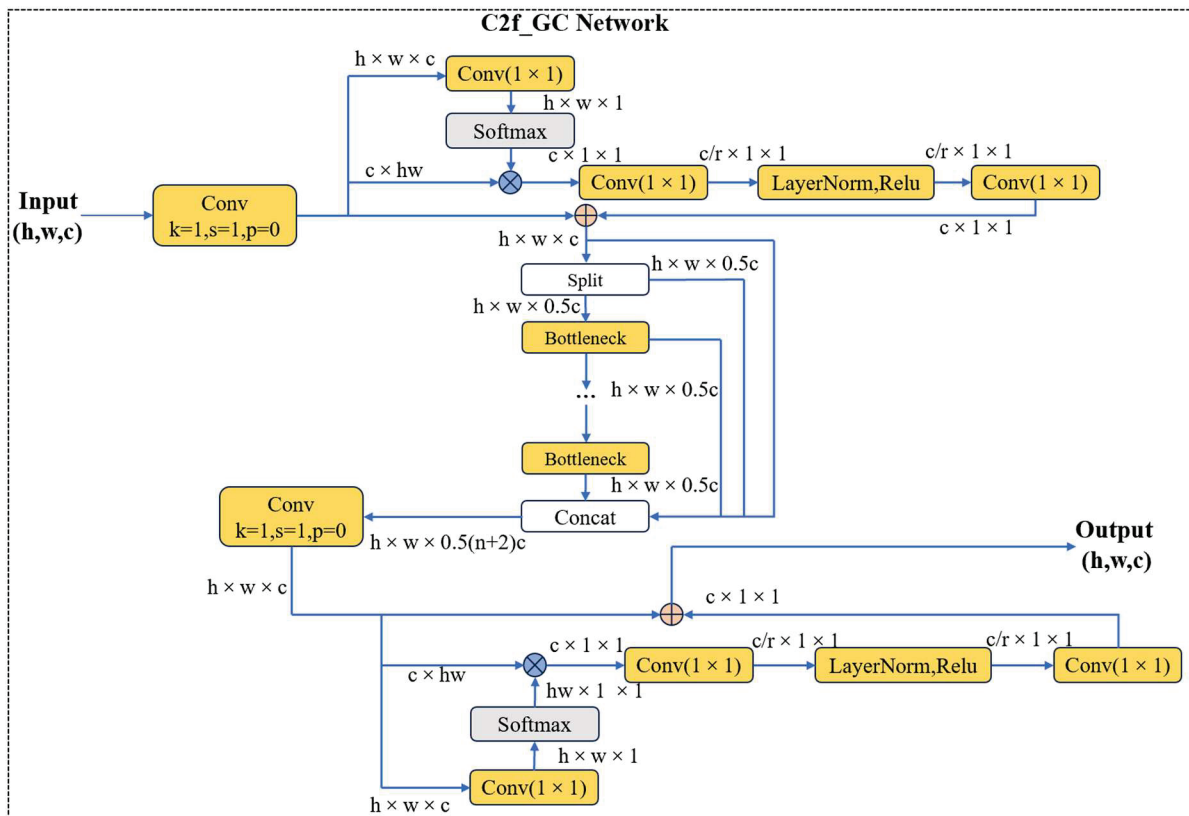 C2f_GC Network
h × w × c
Conv(1 × 1)
h × w × 1
Softmax
c × hw
c × 1 × 1
Conv(1 × 1)
c/r × 1 × 1
LayerNorm,Relu
c/r × 1 × 1
Conv(1 × 1)
c × 1 × 1
Input
(h,w,c)
Conv
k=1,s=1,p=0
h × w × c
Split
h × w × 0.5c
h × w × 0.5c
Bottleneck
...
h × w × 0.5c
Bottleneck
h × w × 0.5c
Concat
Conv
k=1,s=1,p=0
h × w × 0.5(n+2)c
h × w × c
Output
(h,w,c)
c × 1 × 1
c × hw
c × 1 × 1
Conv(1 × 1)
c/r × 1 × 1
LayerNorm,Relu
c/r × 1 × 1
Conv(1 × 1)
hw × 1 × 1
Softmax
h × w × 1
Conv(1 × 1)
h × w × c